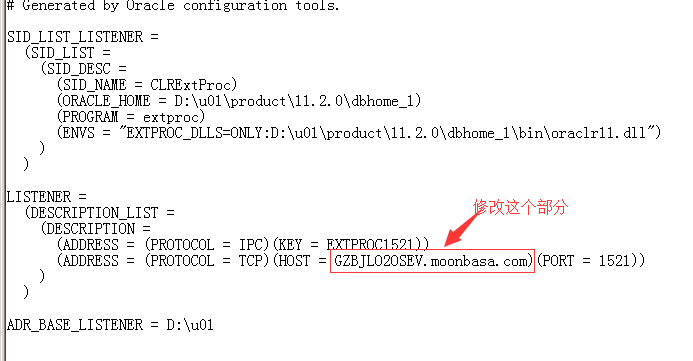 # Generated by Oracle configuration tools.
SID_LIST_LISTENER =
(SID_LIST =
(SID_DESC =
(SID_NAME = CLRExtProc)
(ORACLE_HOME = D:\u01\product\11.2.0\dbhome_1)
(PROGRAM = extproc)
(ENVS = "EXTPROC_DLLS=ONLY:D:\u01\product\11.2.0\dbhome_1\bin\oraclr11.dll")
)
)
LISTENER =
(DESCRIPTION_LIST =
修改这个部分
(DESCRIPTION =
(ADDRESS = (PROTOCOL = IPC)(KEY = EXTPROC1521))
(ADDRESS = (PROTOCOL = TCP)(HOST = GZBJLO2OSEV.moonbasa.com)(PORT = 1521))
)
)
ADR_BASE_LISTENER = D:\u01